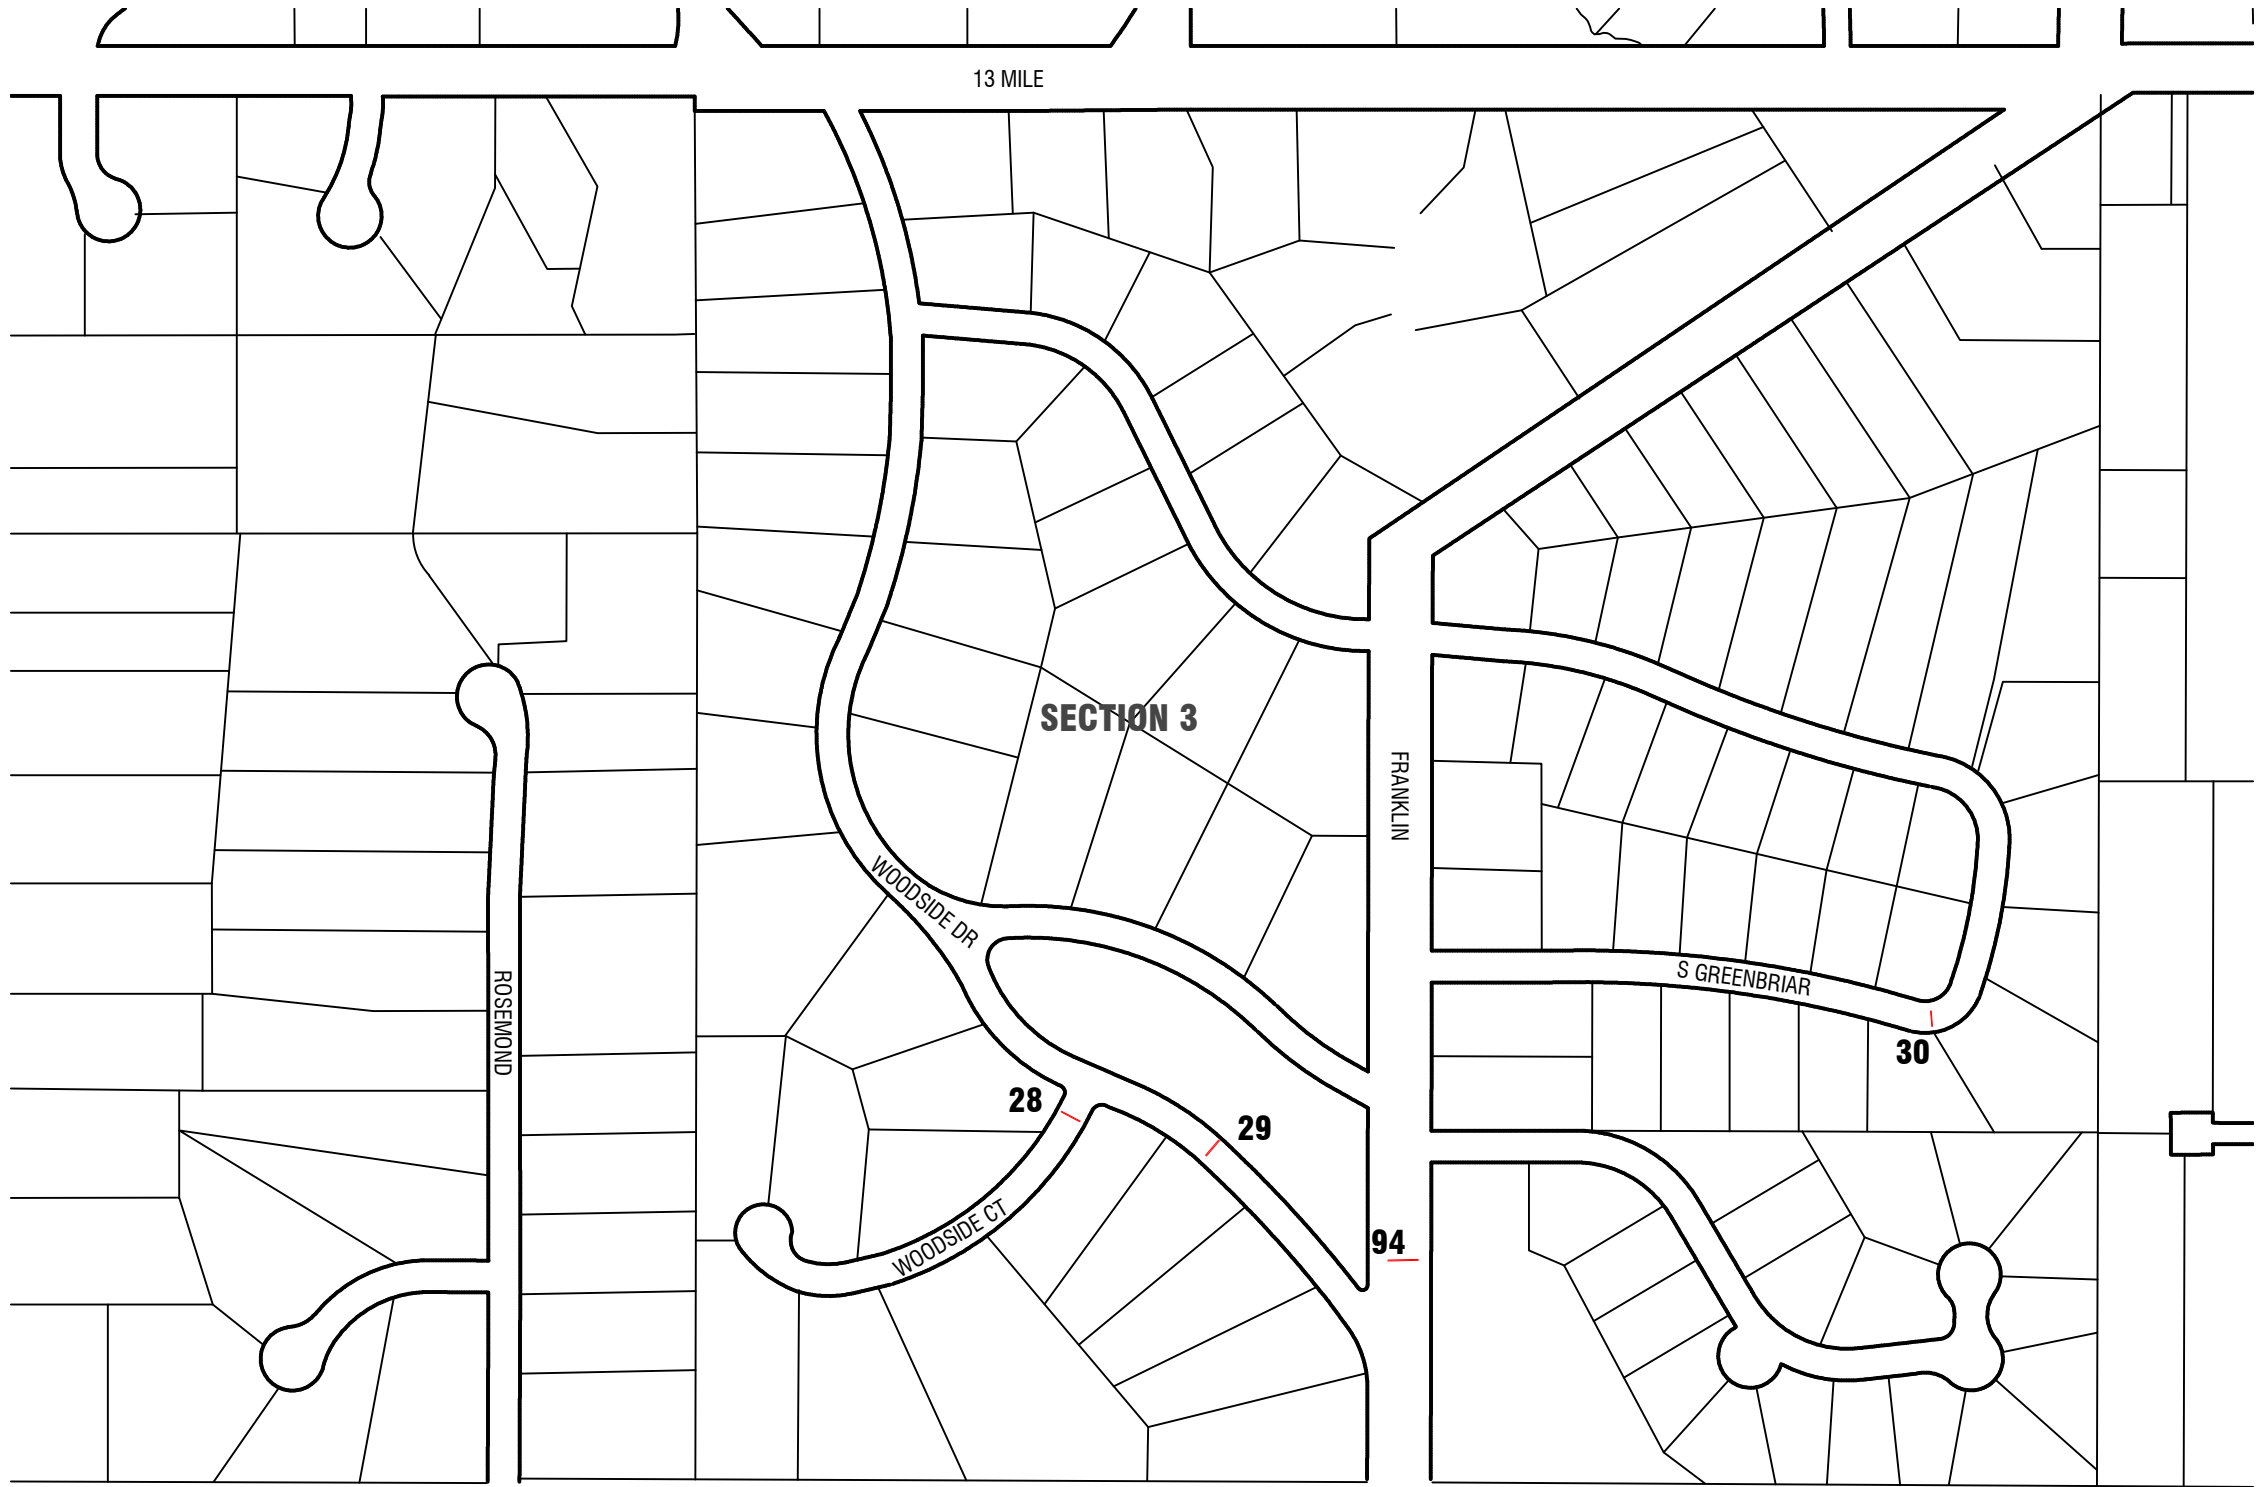 13 MILE
SECTION 3
FRANKLIN
WOODSIDE DR
S GREENBRIAR
ROSEMOND
30
28
29
WOODSIDE CT
94